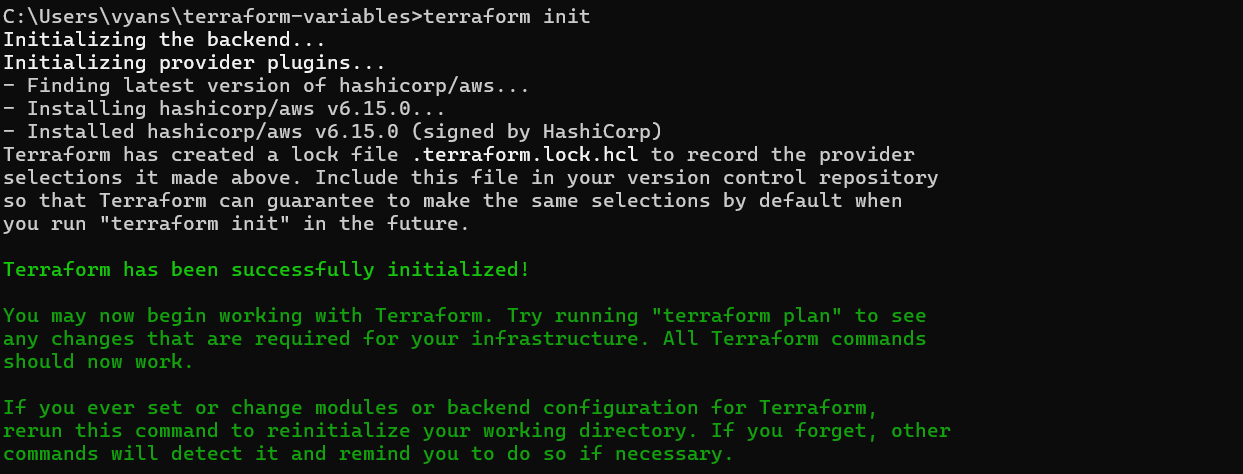 C:\Users\vyans\terraform-variables>terraform init
Initializing the backend...
Initializing provider plugins...
- Finding latest version of hashicorp/aws...
- Installing hashicorp/aws v6.15.0...
- Installed hashicorp/aws v6.15.0 (signed by HashiCorp)
Terraform has created a lock file .terraform.lock.hcl to record the provider
selections it made above. Include this file in your version control repository
so that Terraform can guarantee to make the same selections by default when
you run "terraform init" in the future.
Terraform has been successfully initialized!
You may now begin working with Terraform. Try running "terraform plan" to see
any changes that are required for your infrastructure. All Terraform commands
should now work.
If you ever set or change modules or backend configuration for Terraform,
rerun this command to reinitialize your working directory. If you forget, other
commands will detect it and remind you to do so if necessary.